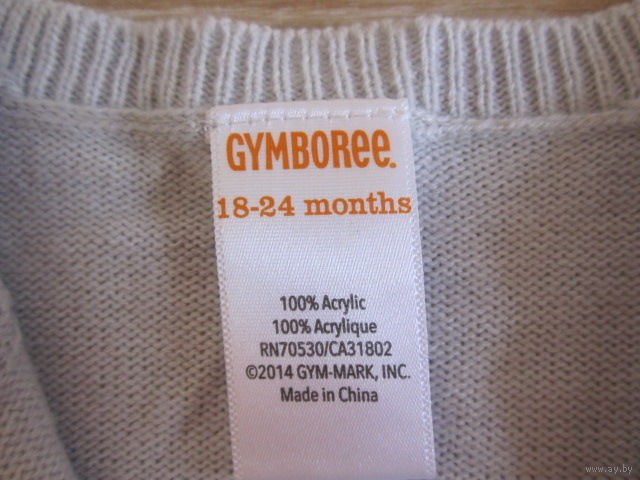 GYMBOREE.
18-24 months
100% Acrylic
100% Acrylique
RN70530/CA31802
©2014 GYM-MARK, INC.
Made in China
www.ay.by